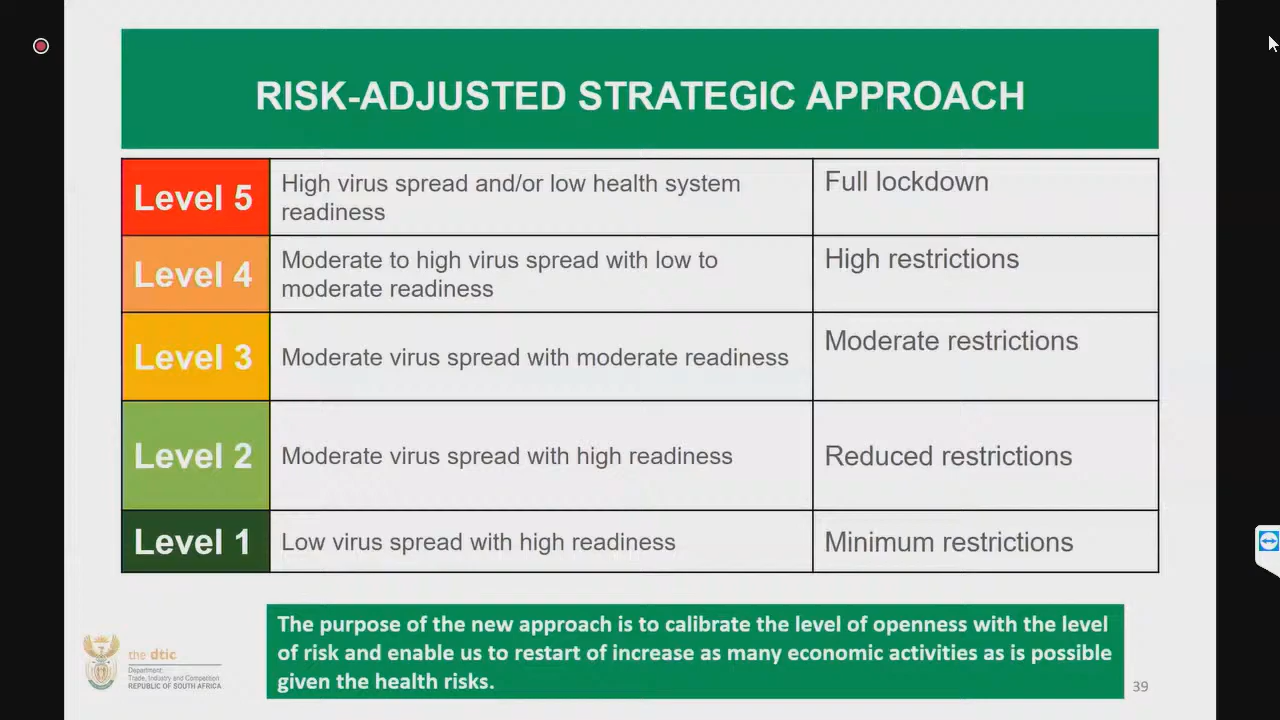 RISK-ADJUSTED STRATEGIC APPROACH
Level 5
High virus spread and/or low health system
readiness
Full lockdown
Level 4
Moderate to high virus spread with low to
moderate readiness
High restrictions
Level 3
Moderate virus spread with moderate readiness
Moderate restrictions
Level 2
Moderate virus spread with high readiness
Reduced restrictions
Level 1
Low virus spread with high readiness
Minimum restrictions
The purpose of the new approach is to calibrate the level of openness with the level
of risk and enable us to restart of increase as many economic activities as is possible
given the health risks.
the dtic
Department:
Trade, Industry and Competition
REPUBLIC OF SOUTH AFRICA
39